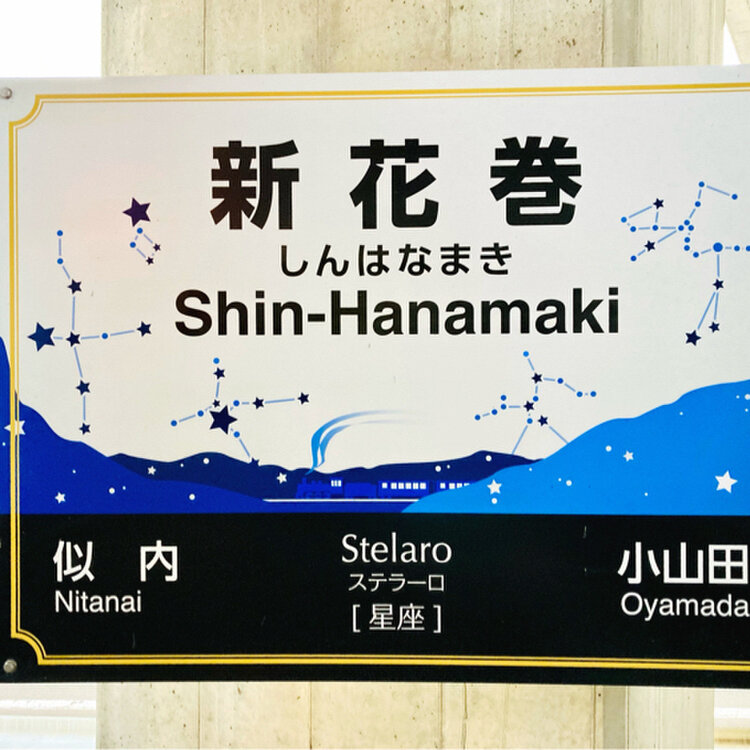 新花巻
しんはなまき
Shin-Hanamaki
似内
Nitanai
Stelaro
ステラーロ
[星座]
小山田
Oyamada